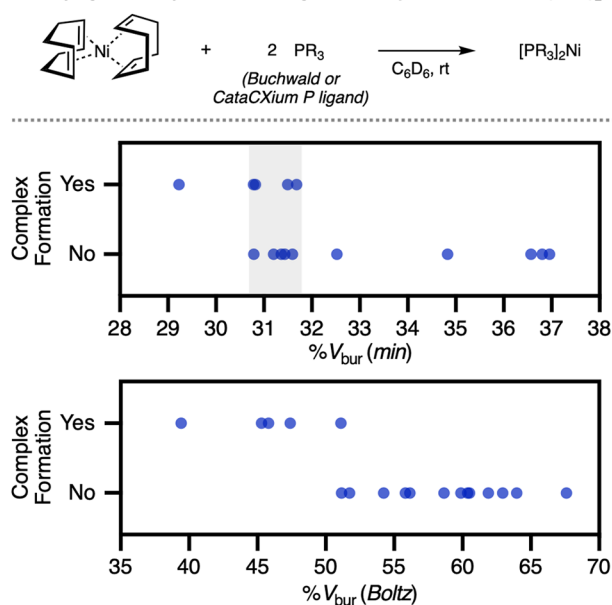 Ni + 2 PR3 [PR3]2Ni
(Buchwald or
CataCXium P ligand)
C6D6, rt
Complex
Formation
Yes
No
28 29 30 31 32 33 34 35 36 37 38
%Vbur (min)
Complex
Formation
Yes
No
35 40 45 50 55 60 65 70
%Vbur (Boltz)